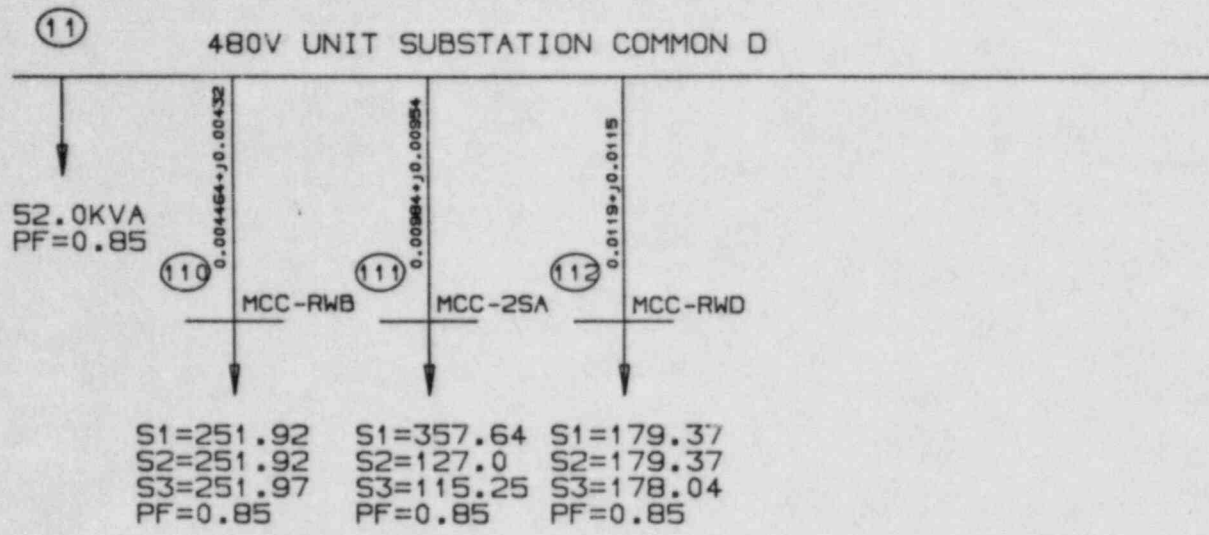 11
480V UNIT SUBSTATION COMMON D
0.004464+j0.00432
0.00984+j0.00954
0.0119+j0.0115
52.0KVA
PF=0.85
110
111
112
MCC-RWB
MCC-2SA
MCC-RWD
S1=251.92
S2=251.92
S3=251.97
PF=0.85
S1=357.64
S2=127.0
S3=115.25
PF=0.85
S1=179.37
S2=179.37
S3=178.04
PF=0.85